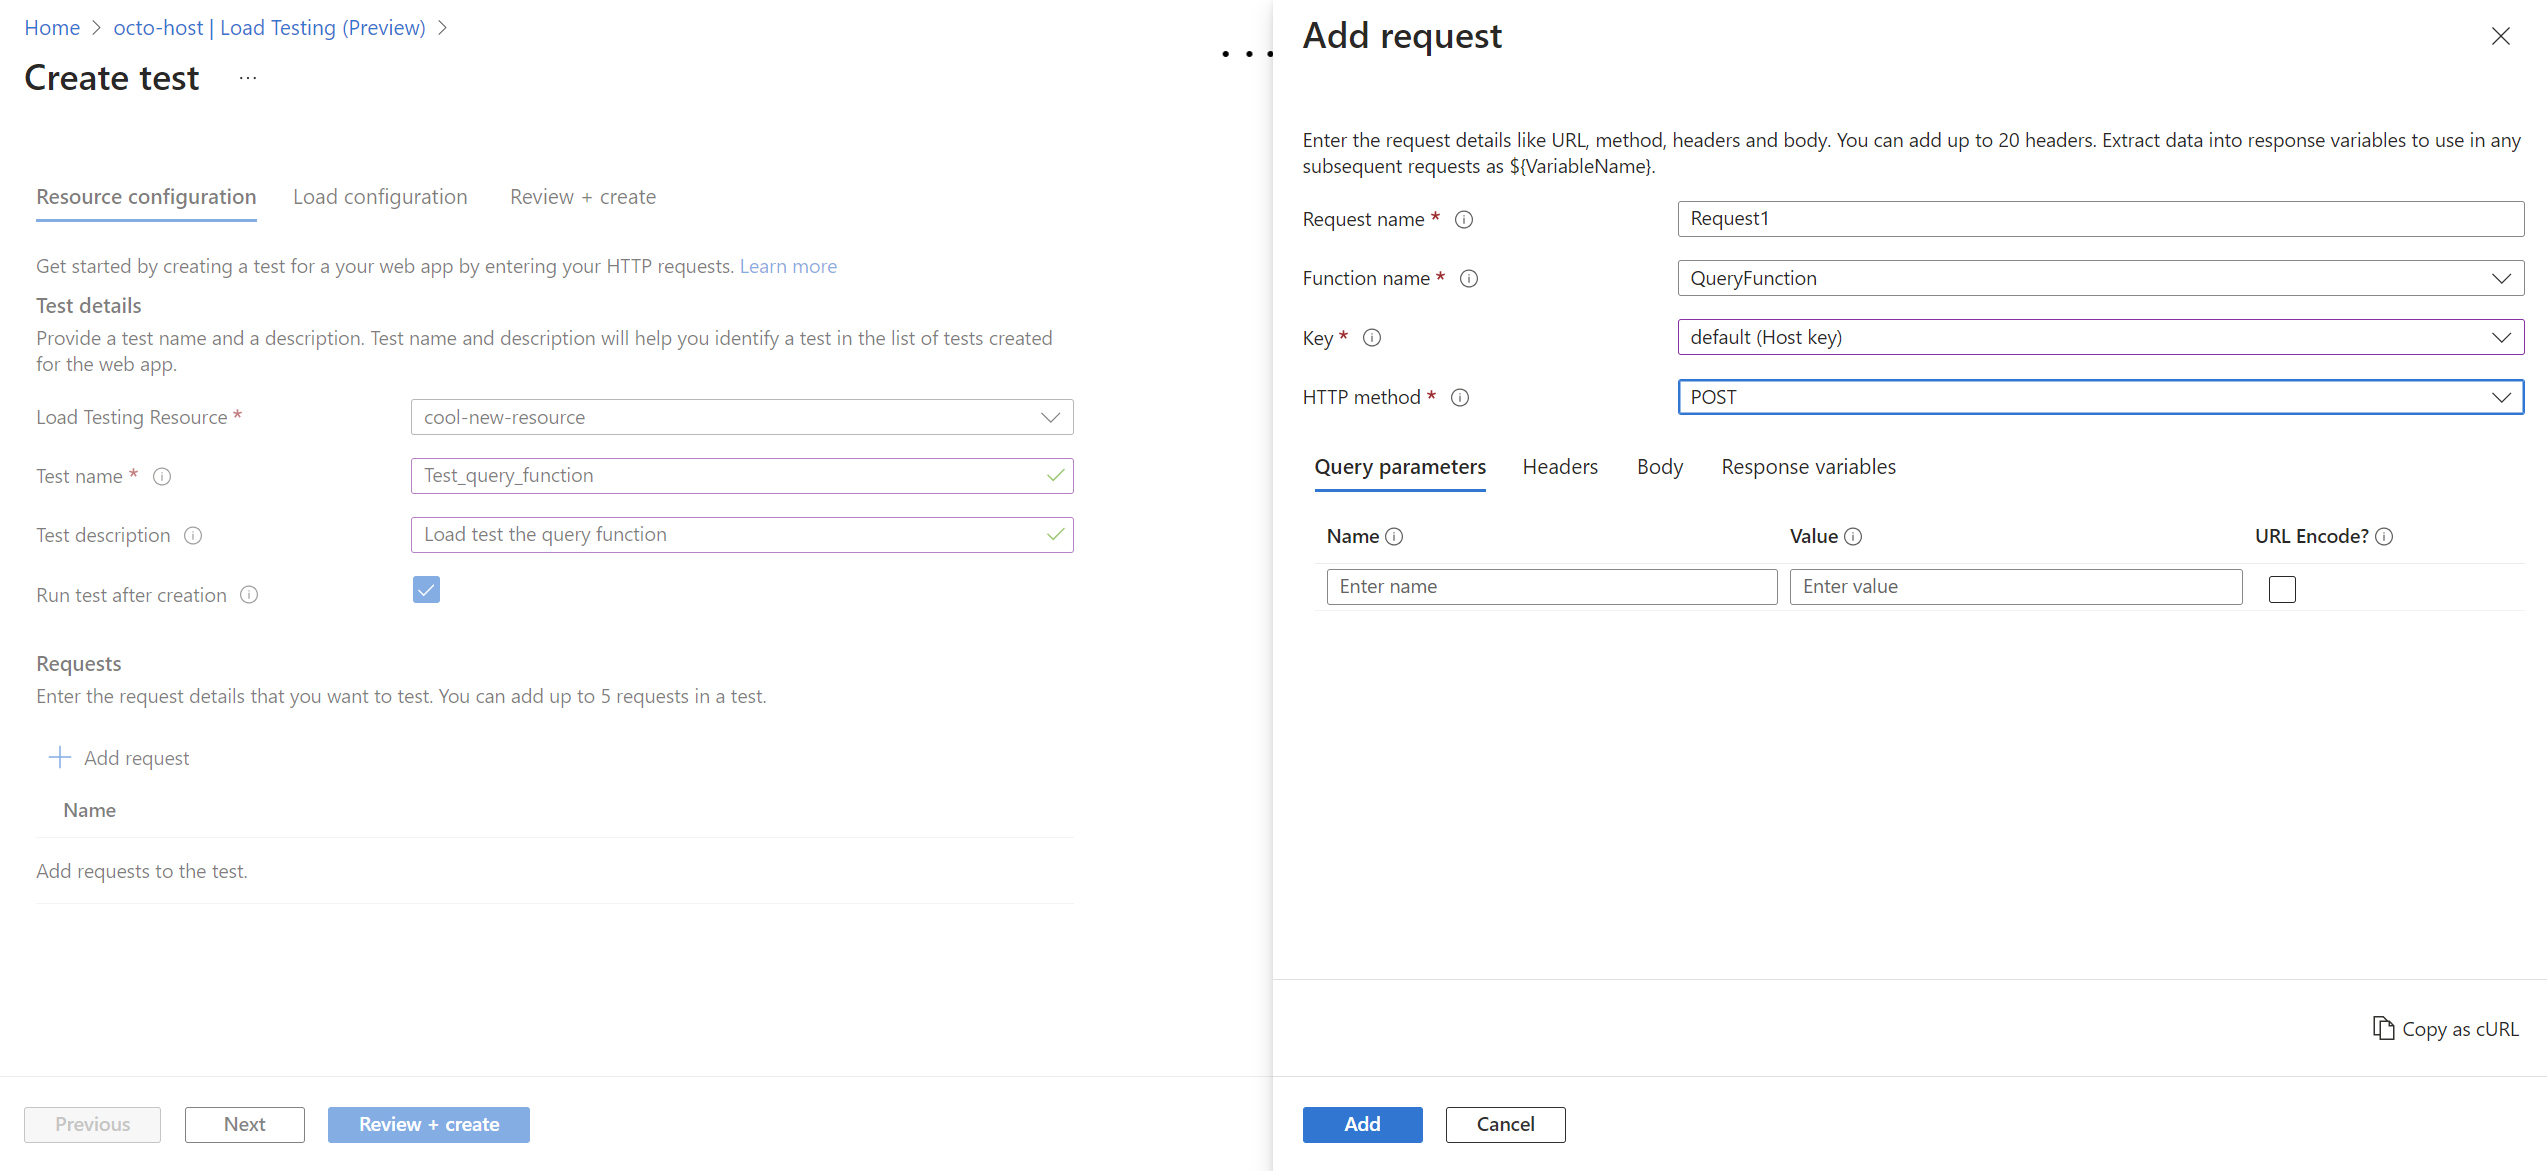 Home > octo-host | Load Testing (Preview) >
Create test ...
Resource configuration Load configuration Review + create
Get started by creating a test for a your web app by entering your HTTP requests. Learn more
Test details
Provide a test name and a description. Test name and description will help you identify a test in the list of tests created
for the web app.
Load Testing Resource * cool-new-resource
Test name * Test_query_function
Test description Load test the query function
Run test after creation
Requests
Enter the request details that you want to test. You can add up to 5 requests in a test.
+ Add request
Name
Add requests to the test.
Previous Next Review + create
Add request
Enter the request details like URL, method, headers and body. You can add up to 20 headers. Extract data into response variables to use in any
subsequent requests as ${VariableName}.
Request name * Request1
Function name * QueryFunction
Key * default (Host key)
HTTP method * POST
Query parameters Headers Body Response variables
Name Value URL Encode?
Enter name Enter value
Copy as cURL
Add Cancel